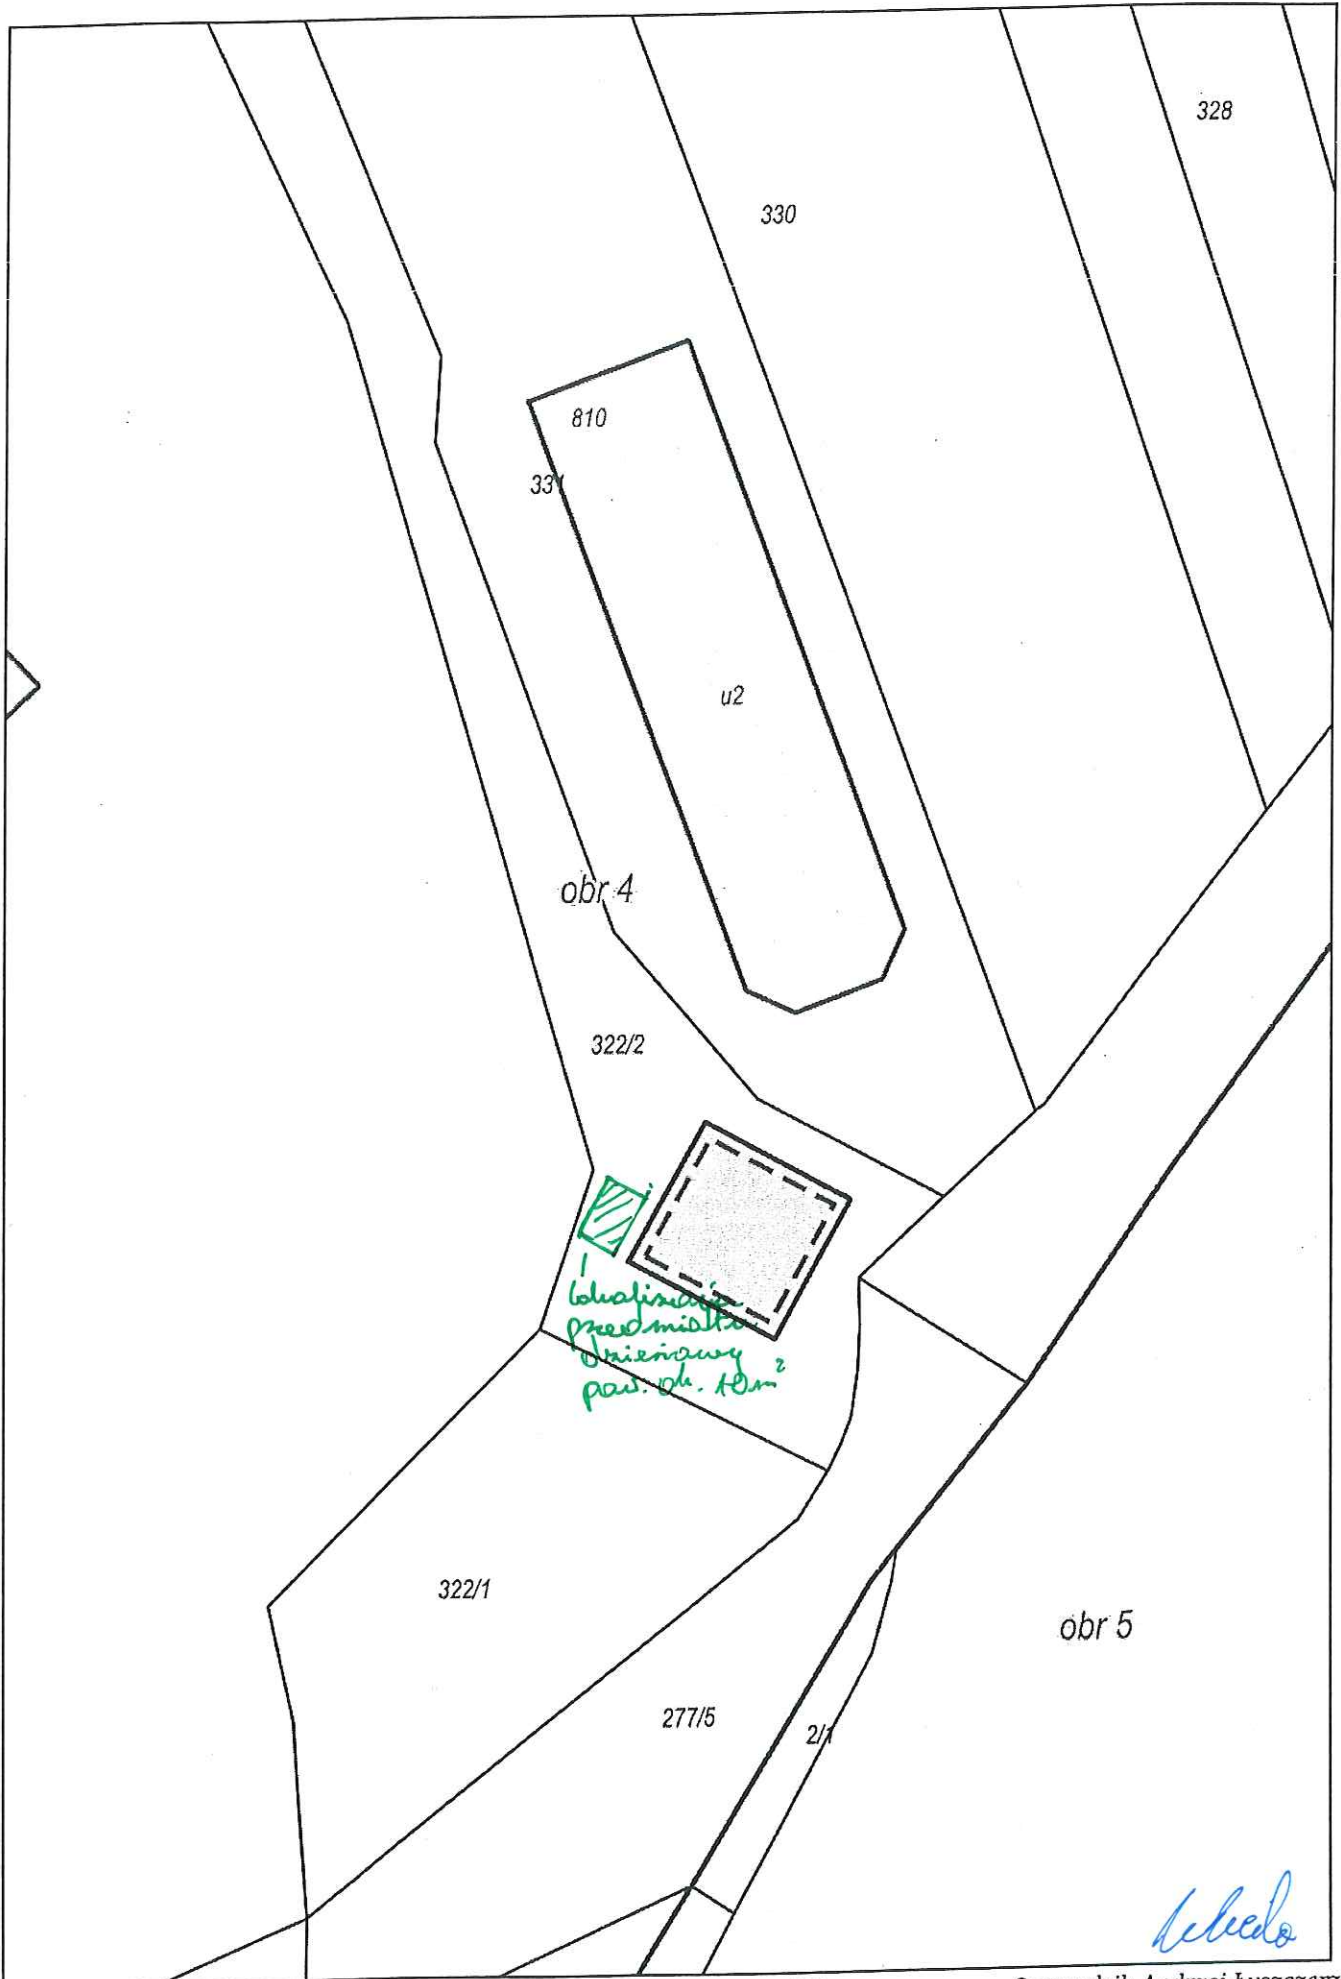 328
330
810
331
u2
obr 4
322/2
lokalizacja
przedmiotu
dzierżawy
pow. ok. 10m²
322/1
obr 5
277/5
2/1